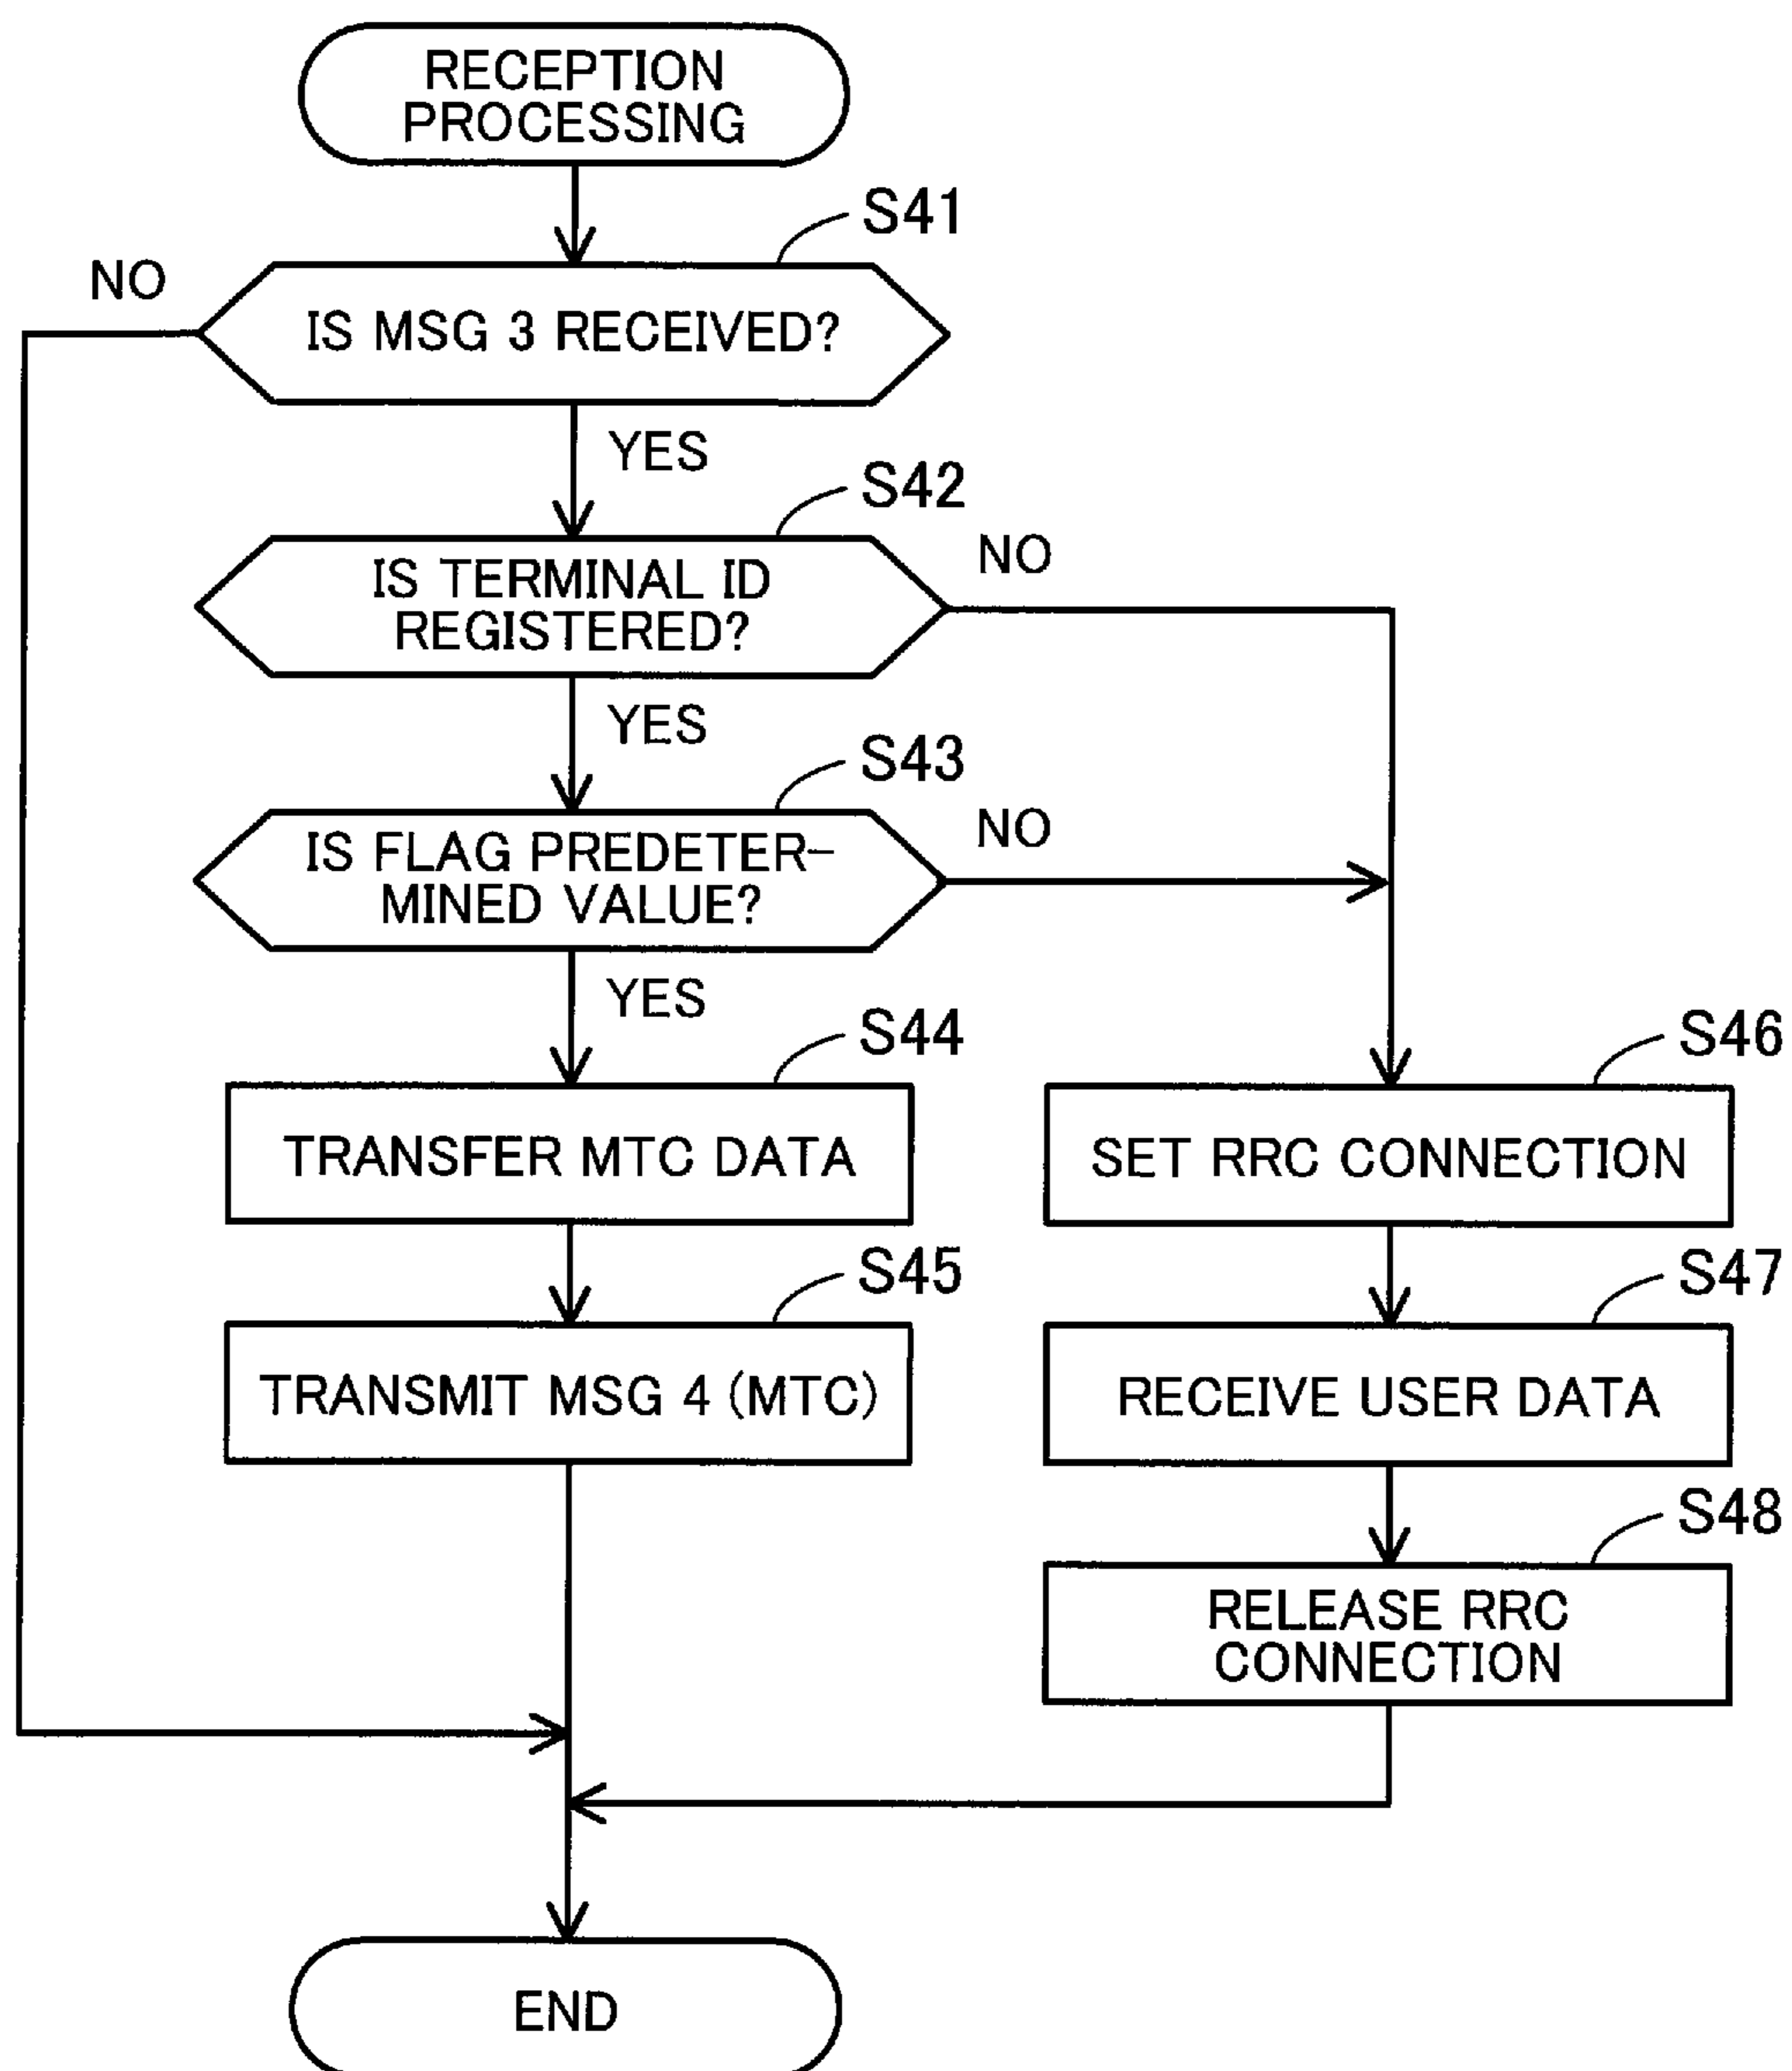 RECEPTION
PROCESSING
S41
NO
IS MSG 3 RECEIVED?
YES
S42
NO
IS TERMINAL ID
REGISTERED?
YES
S43
NO
IS FLAG PREDETER-
MINED VALUE?
YES
S44
S46
TRANSFER MTC DATA
SET RRC CONNECTION
S45
S47
TRANSMIT MSG 4 (MTC)
RECEIVE USER DATA
S48
RELEASE RRC
CONNECTION
END